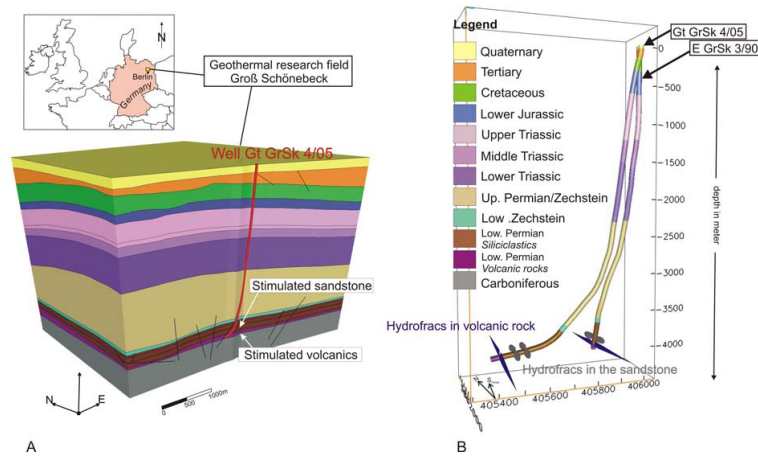 A
N
Berlin
Germany
Geothermal research field
Groß Schönebeck
Well Gt GrSk 4/05
Stimulated sandstone
Stimulated volcanics
N
E
0
500
1000m
A
B
Legend
Quaternary
Tertiary
Cretaceous
Lower Jurassic
Upper Triassic
Middle Triassic
Lower Triassic
Up. Permian/Zechstein
Low .Zechstein
Low. Permian
Siliciclastics
Low. Permian
Volcanic rocks
Carboniferous
Gt GrSk 4/05
E GrSk 3/90
0
-500
-1000
-1500
-2000
-2500
-3000
-3500
-4000
depth in meter
Hydrofracs in volcanic rock
Hydrofracs in the sandstone
405400
405600
405800
406000
B